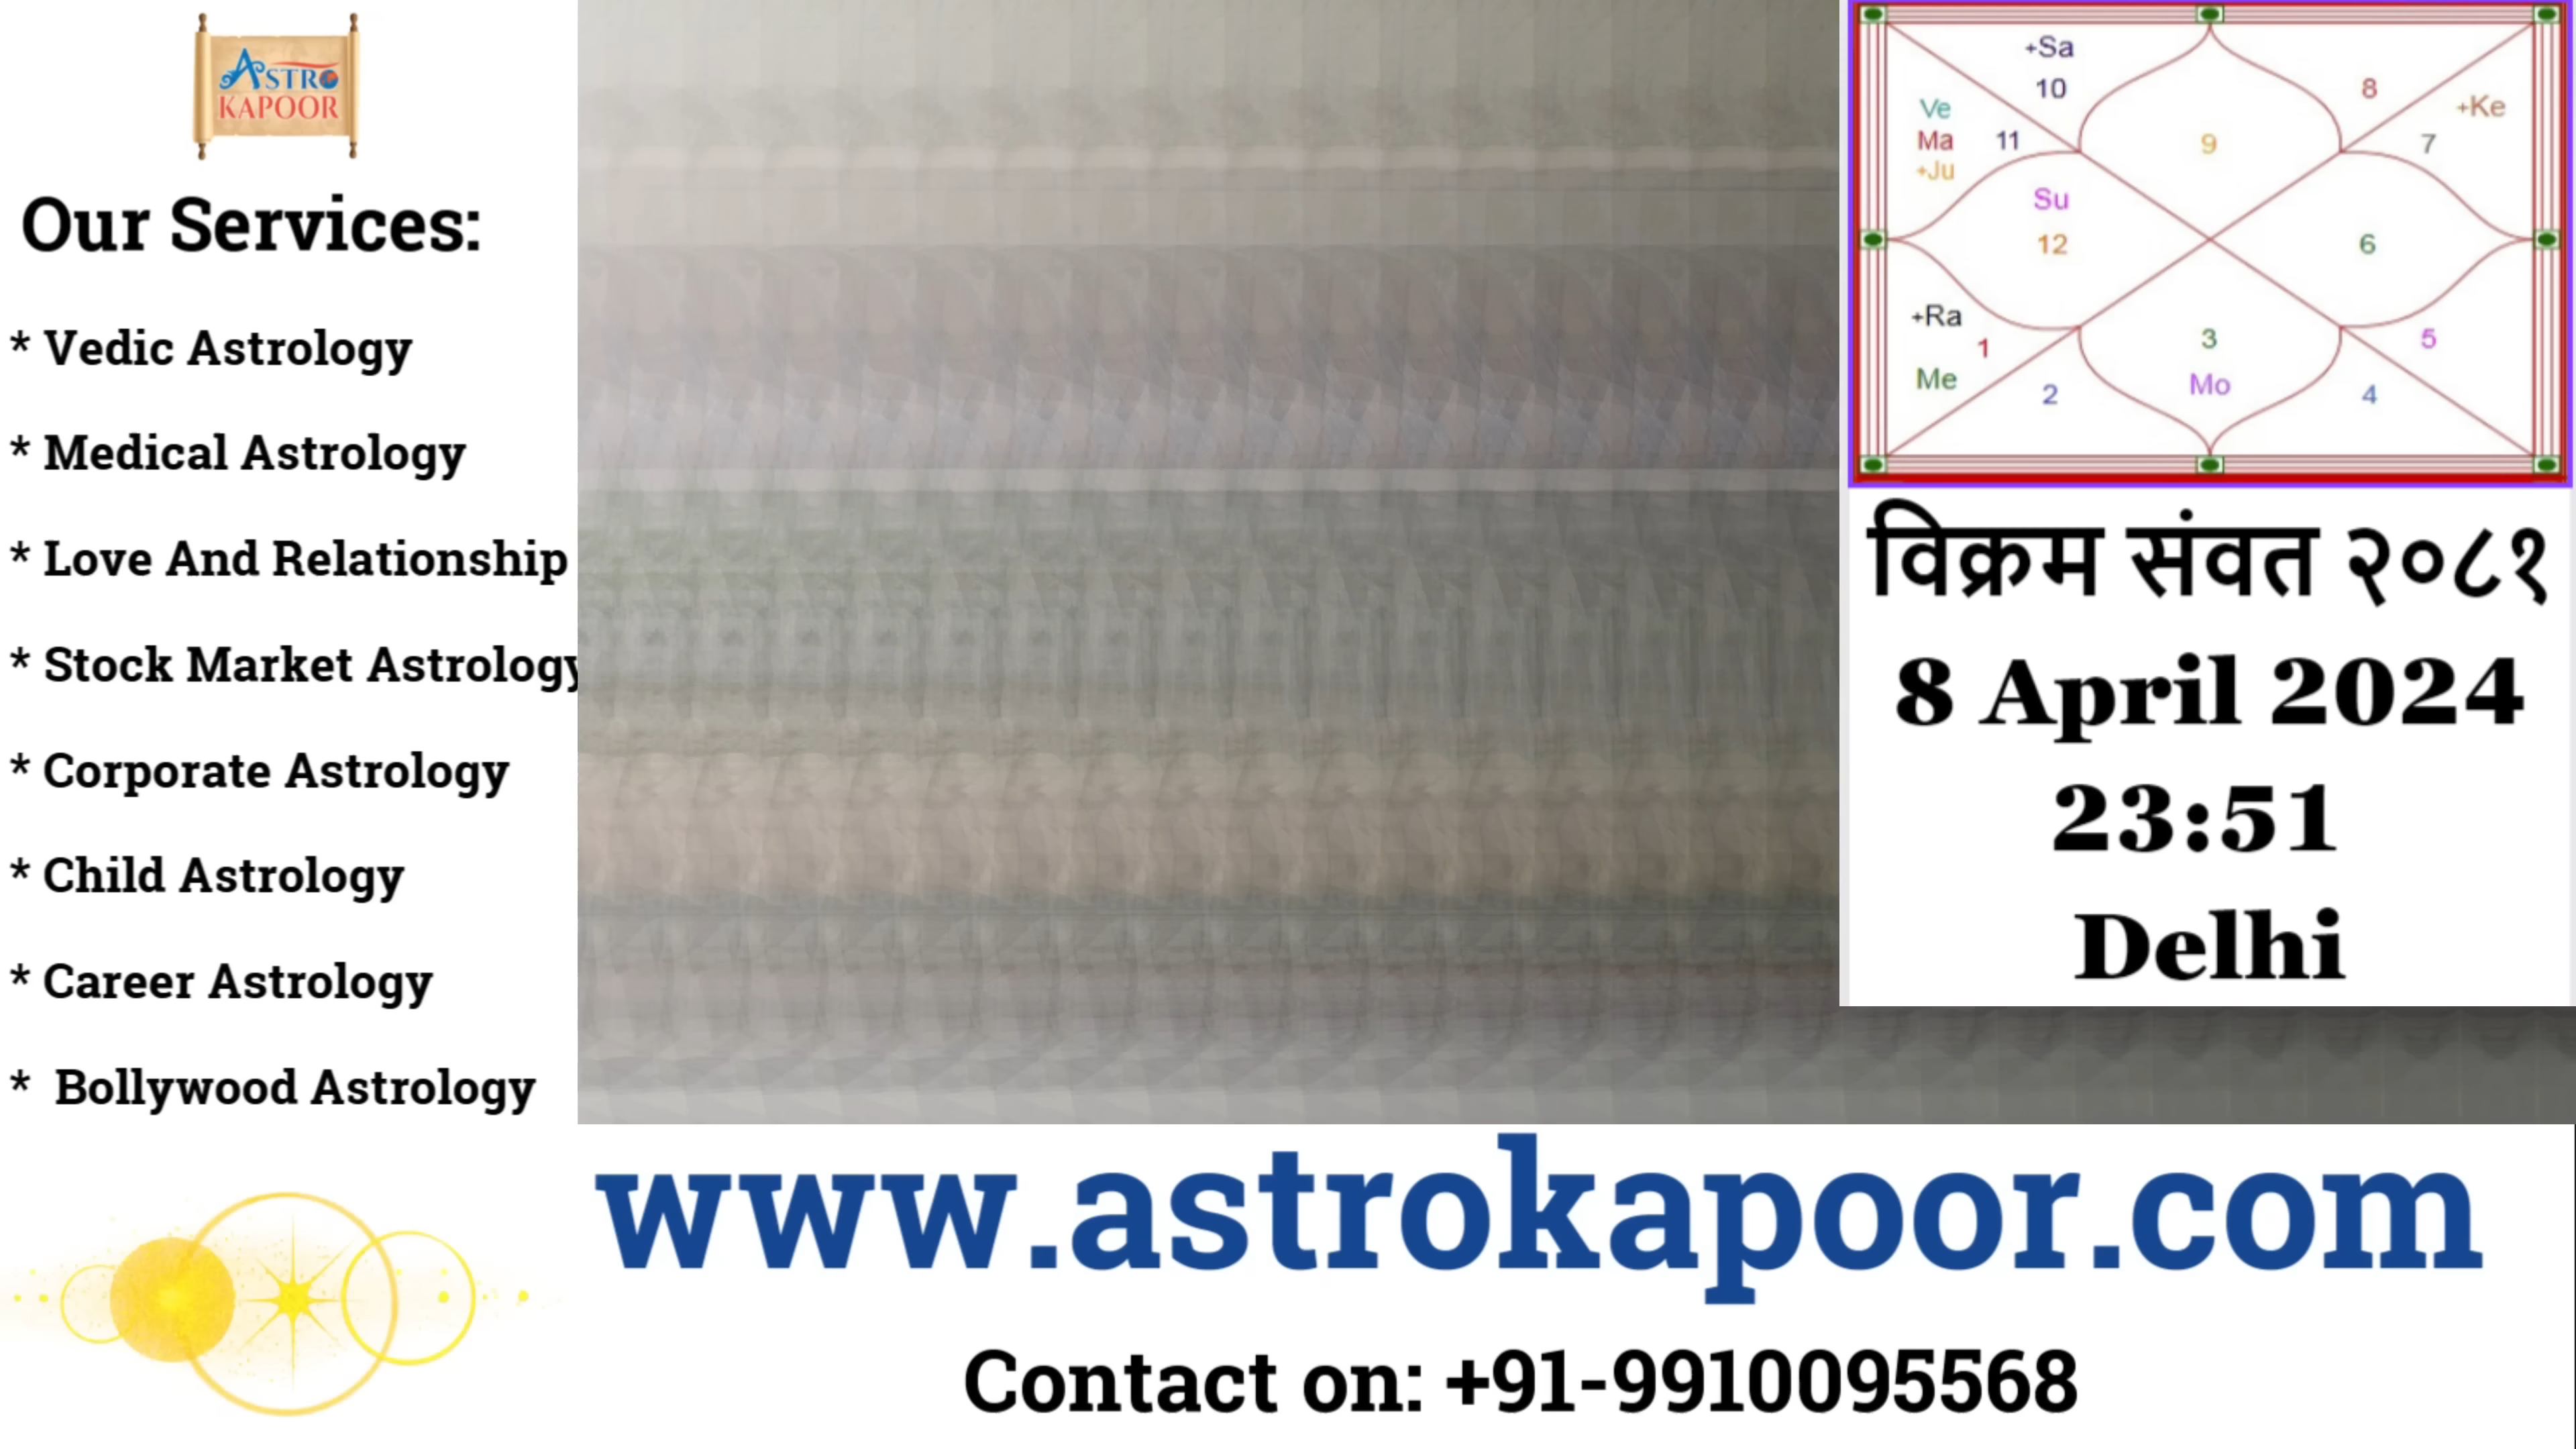 ASTRO
KAPOOR
Our Services:
* Vedic Astrology
* Medical Astrology
* Love And Relationship
* Stock Market Astrology
* Corporate Astrology
* Child Astrology
* Career Astrology
* Bollywood Astrology
+Sa
10
8
Ve
+Ke
Ma
11
9
7
+Ju
Su
12
6
+Ra
1
3
5
Me
2
Mo
4
विक्रम संवत २०८१
8 April 2024
23:51
Delhi
www.astrokapoor.com
Contact on: +91-9910095568